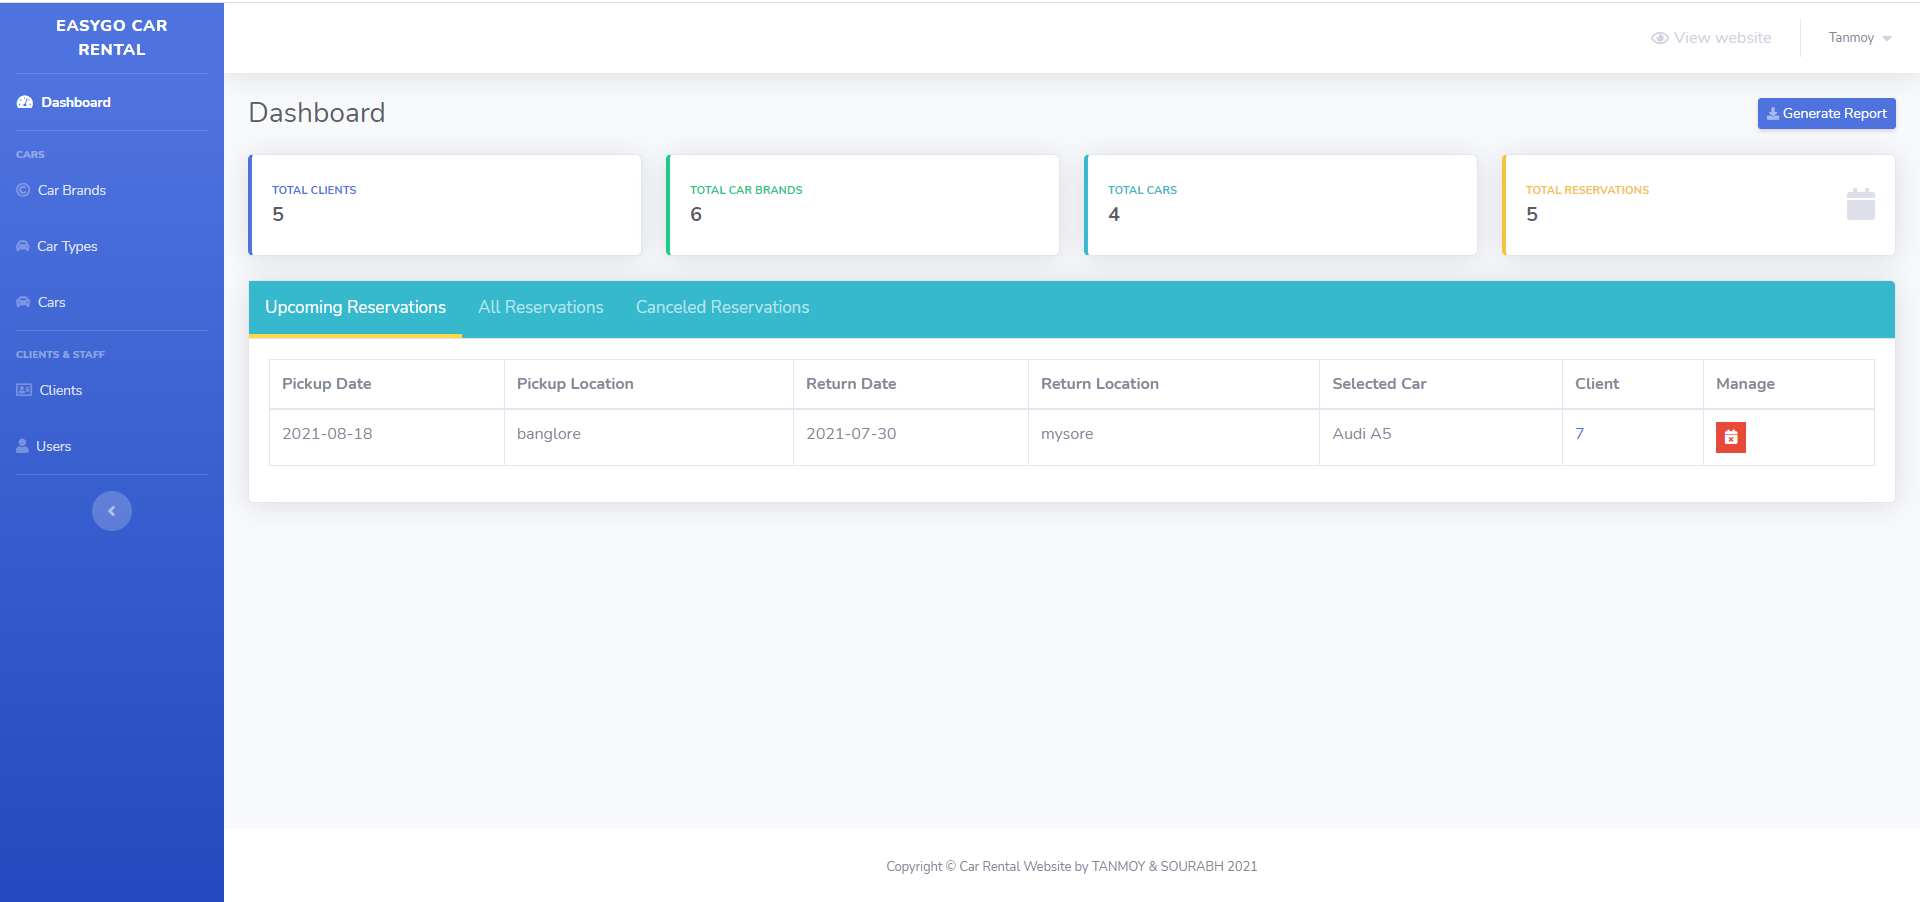 EASYGO CAR
RENTAL
Dashboard
CARS
Car Brands
Car Types
Cars
CLIENTS & STAFF
Clients
Users
View website
Tanmoy
Dashboard
Generate Report
TOTAL CLIENTS
5
TOTAL CAR BRANDS
6
TOTAL CARS
4
TOTAL RESERVATIONS
5
Upcoming Reservations All Reservations Canceled Reservations
Pickup Date Pickup Location Return Date Return Location Selected Car Client Manage
2021-08-18 banglore 2021-07-30 mysore Audi A5 7
Copyright © Car Rental Website by TANMOY & SOURABH 2021